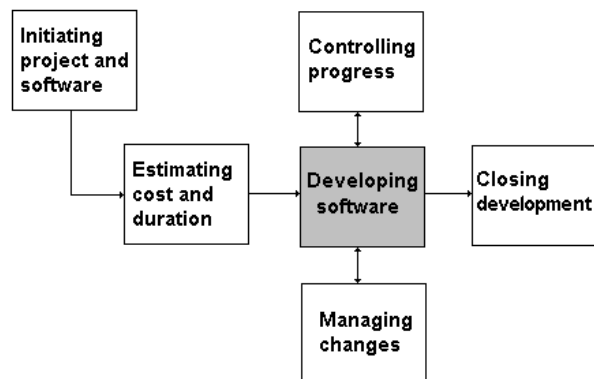 Initiating
project and
software
Controlling
progress
Estimating
cost and
duration
Developing
software
Closing
development
Managing
changes